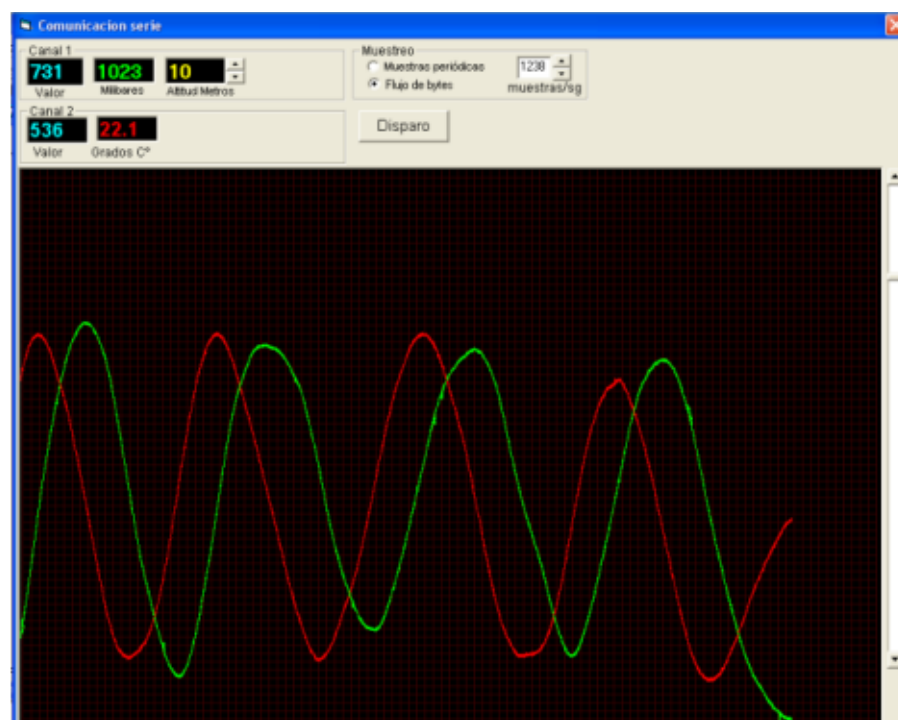 Comunicacion serie
Canal 1
731 1023 10
Valor Milibares Altitud Metros
Muestreo
Muestras periódicas
Flujo de bytes
1238
muestras/sg
Canal 2
536 22.1
Valor Grados Cº
Disparo